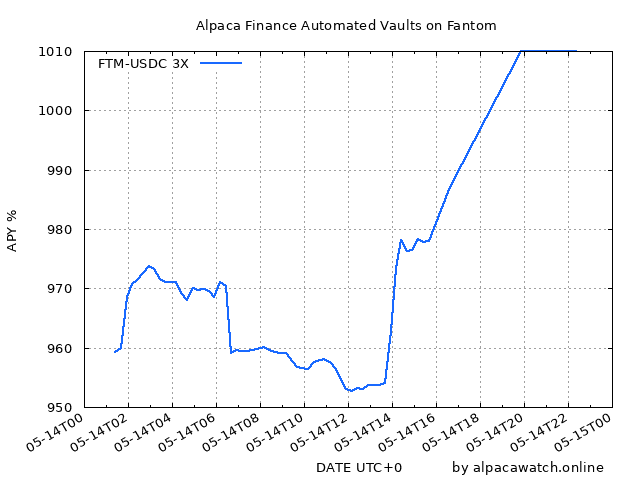 Alpaca Finance Automated Vaults on Fantom
1010
FTM-USDC 3X
1000
990
980
APY %
970
960
950
05-14T00
05-14T02
05-14T04
05-14T06
05-14T08
05-14T10
05-14T12
05-14T14
05-14T16
05-14T18
05-14T20
05-14T22
05-15T00
DATE UTC+0
by alpacawatch.online